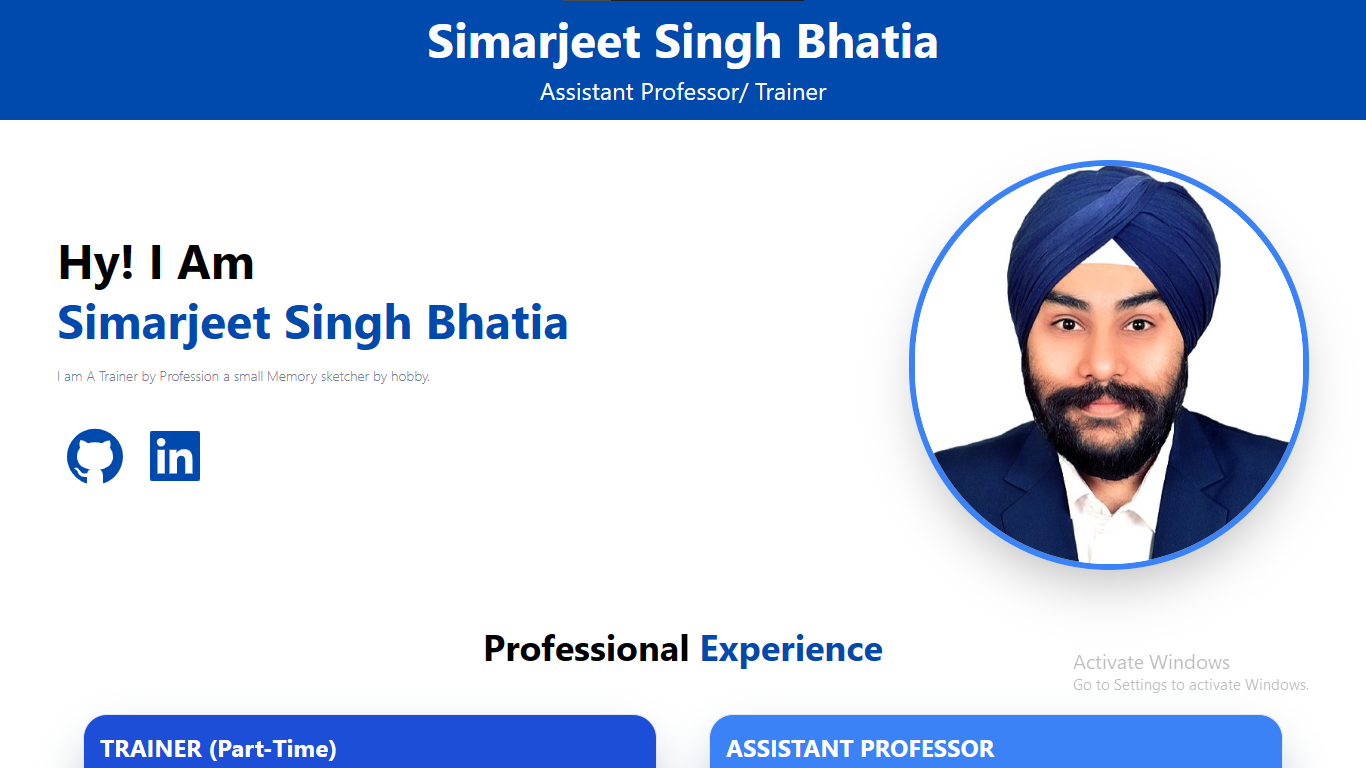 Simarjeet Singh Bhatia
Assistant Professor/ Trainer
Hy! I Am
Simarjeet Singh Bhatia
I am A Trainer by Profession a small Memory sketcher by hobby.
in
Professional Experience
Activate Windows
Go to Settings to activate Windows.
TRAINER (Part-Time)
ASSISTANT PROFESSOR